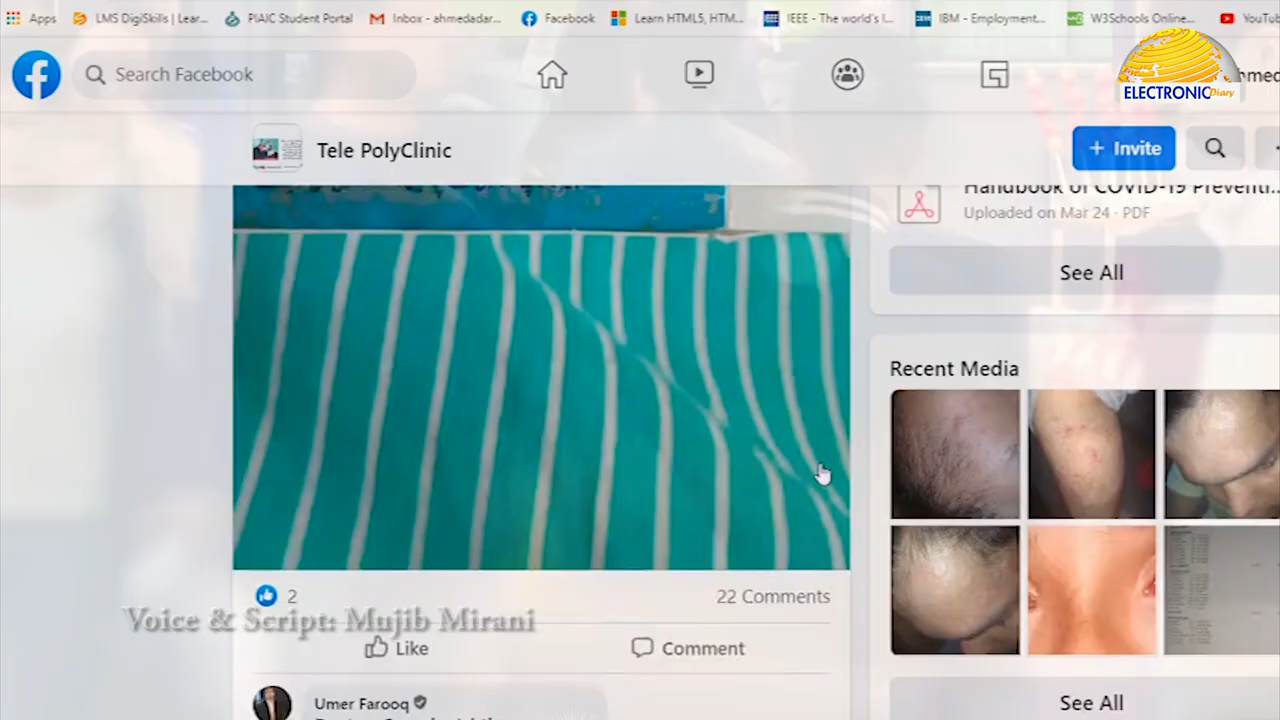 Apps
LMS DigiSkills | Lear...
PIAIC Student Portal
Inbox - ahmedadar...
Facebook
Learn HTML5, HTM...
IEEE - The world's l...
IBM - Employment...
W3Schools Online...
Search Facebook
ELECTRONIC Diary
Tele PolyClinic
+ Invite
Handbook of COVID-19 Preventi...
Uploaded on Mar 24 · PDF
See All
Recent Media
2
22 Comments
Voice & Script: Mujib Mirani
Like
Comment
Umer Farooq
See All